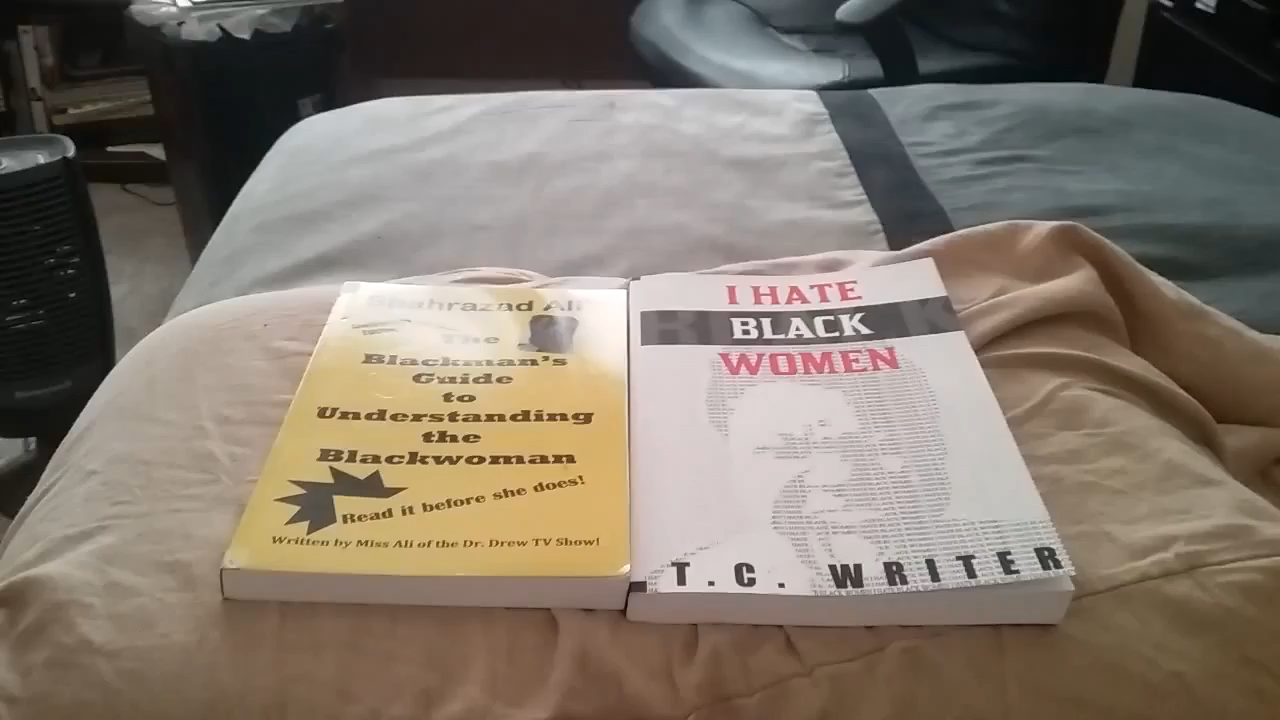 Shahrazad Ali
The
Blackman's
Guide
to
Understanding
the
Blackwoman
Read it before she does!
Written by Miss Ali of the Dr. Drew TV Show!
I HATE
BLACK
WOMEN
T.C. WRITER